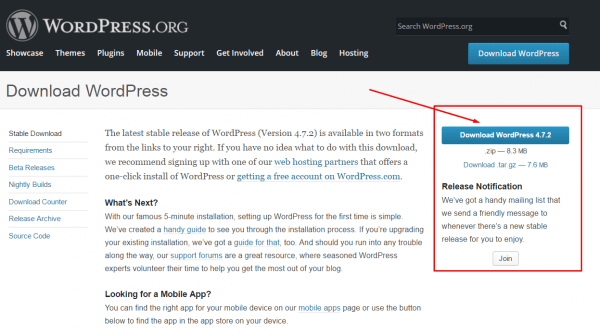 WORDPRESS.ORG
Search WordPress.org
Showcase Themes Plugins Mobile Support Get Involved About Blog Hosting
Download WordPress
Download WordPress
Stable Download
Requirements
Beta Releases
Nightly Builds
Download Counter
Release Archive
Source Code
The latest stable release of WordPress (Version 4.7.2) is available in two formats
from the links to your right. If you have no idea what to do with this download,
we recommend signing up with one of our web hosting partners that offers a
one-click install of WordPress or getting a free account on WordPress.com.
What's Next?
With our famous 5-minute installation, setting up WordPress for the first time is simple.
We've created a handy guide to see you through the installation process. If you're upgrading
your existing installation, we've got a guide for that, too. And should you run into any trouble
along the way, our support forums are a great resource, where seasoned WordPress
experts volunteer their time to help you get the most out of your blog.
Looking for a Mobile App?
You can find the right app for your mobile device on our mobile apps page or use the button
below to find the app in the app store on your device.
Download WordPress 4.7.2
zip — 8.3 MB
Download .tar.gz — 7.6 MB
Release Notification
We've got a handy mailing list that
we send a friendly message to
whenever there's a new stable
release for you to enjoy.
Join